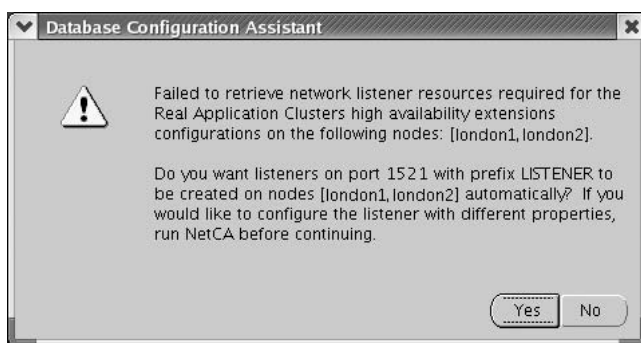 Database Configuration Assistant
Failed to retrieve network listener resources required for the
Real Application Clusters high availability extensions
configurations on the following nodes: [london1,london2].
Do you want listeners on port 1521 with prefix LISTENER to
be created on nodes [london1,london2] automatically? If you
would like to configure the listener with different properties,
run NetCA before continuing.
Yes
No